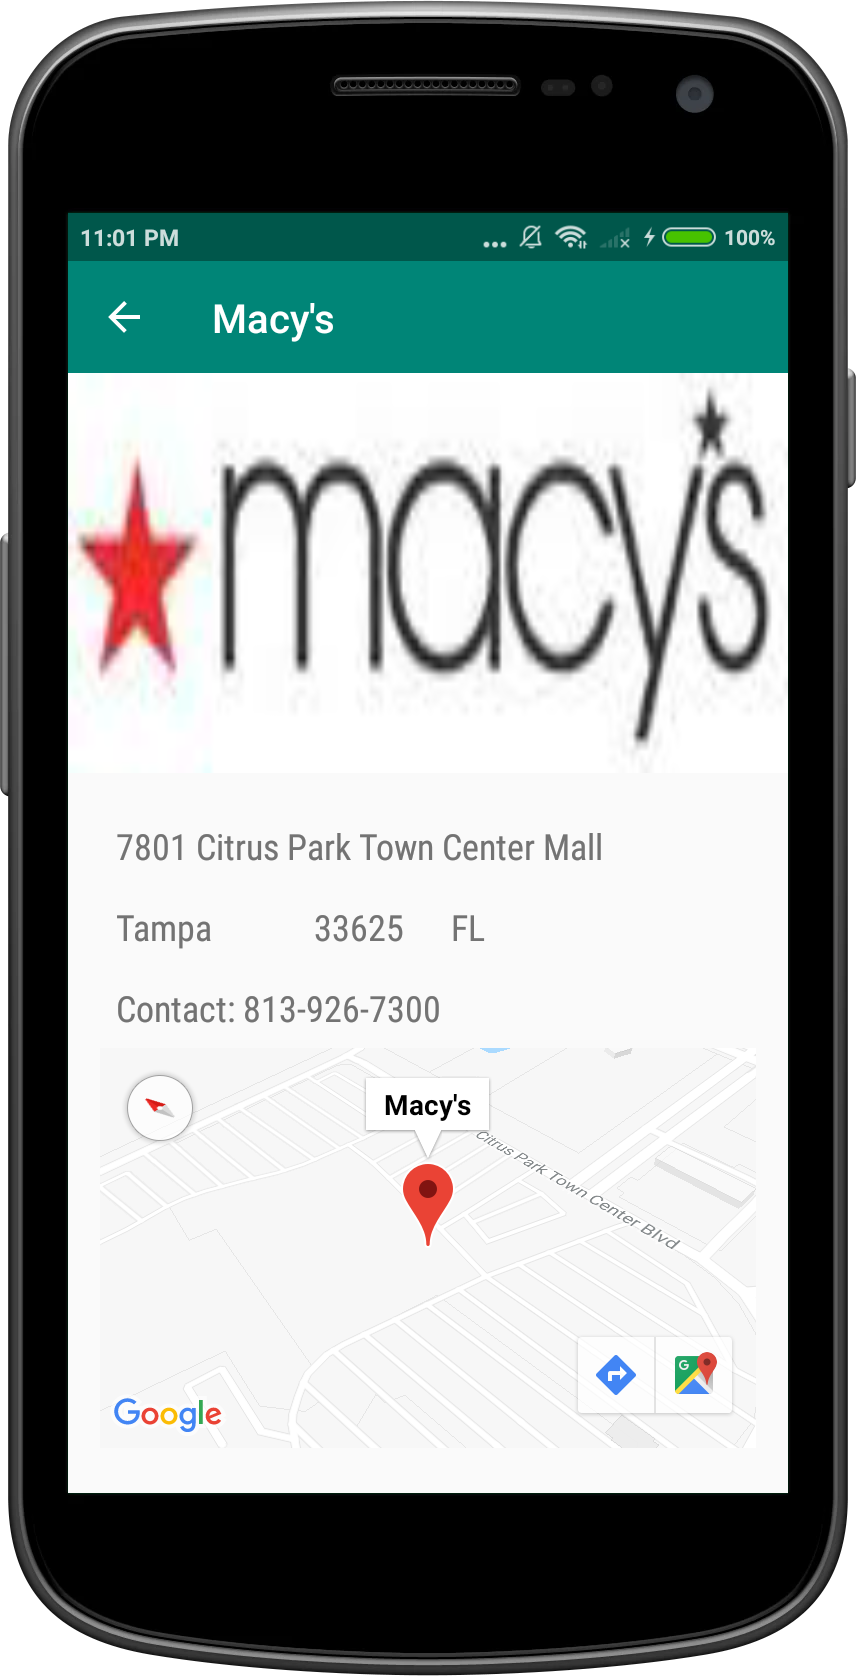 11:01 PM ... 100%
Macy's
macy's
7801 Citrus Park Town Center Mall
Tampa 33625 FL
Contact: 813-926-7300
Macy's
Citrus Park Town Center Blvd
G
Google